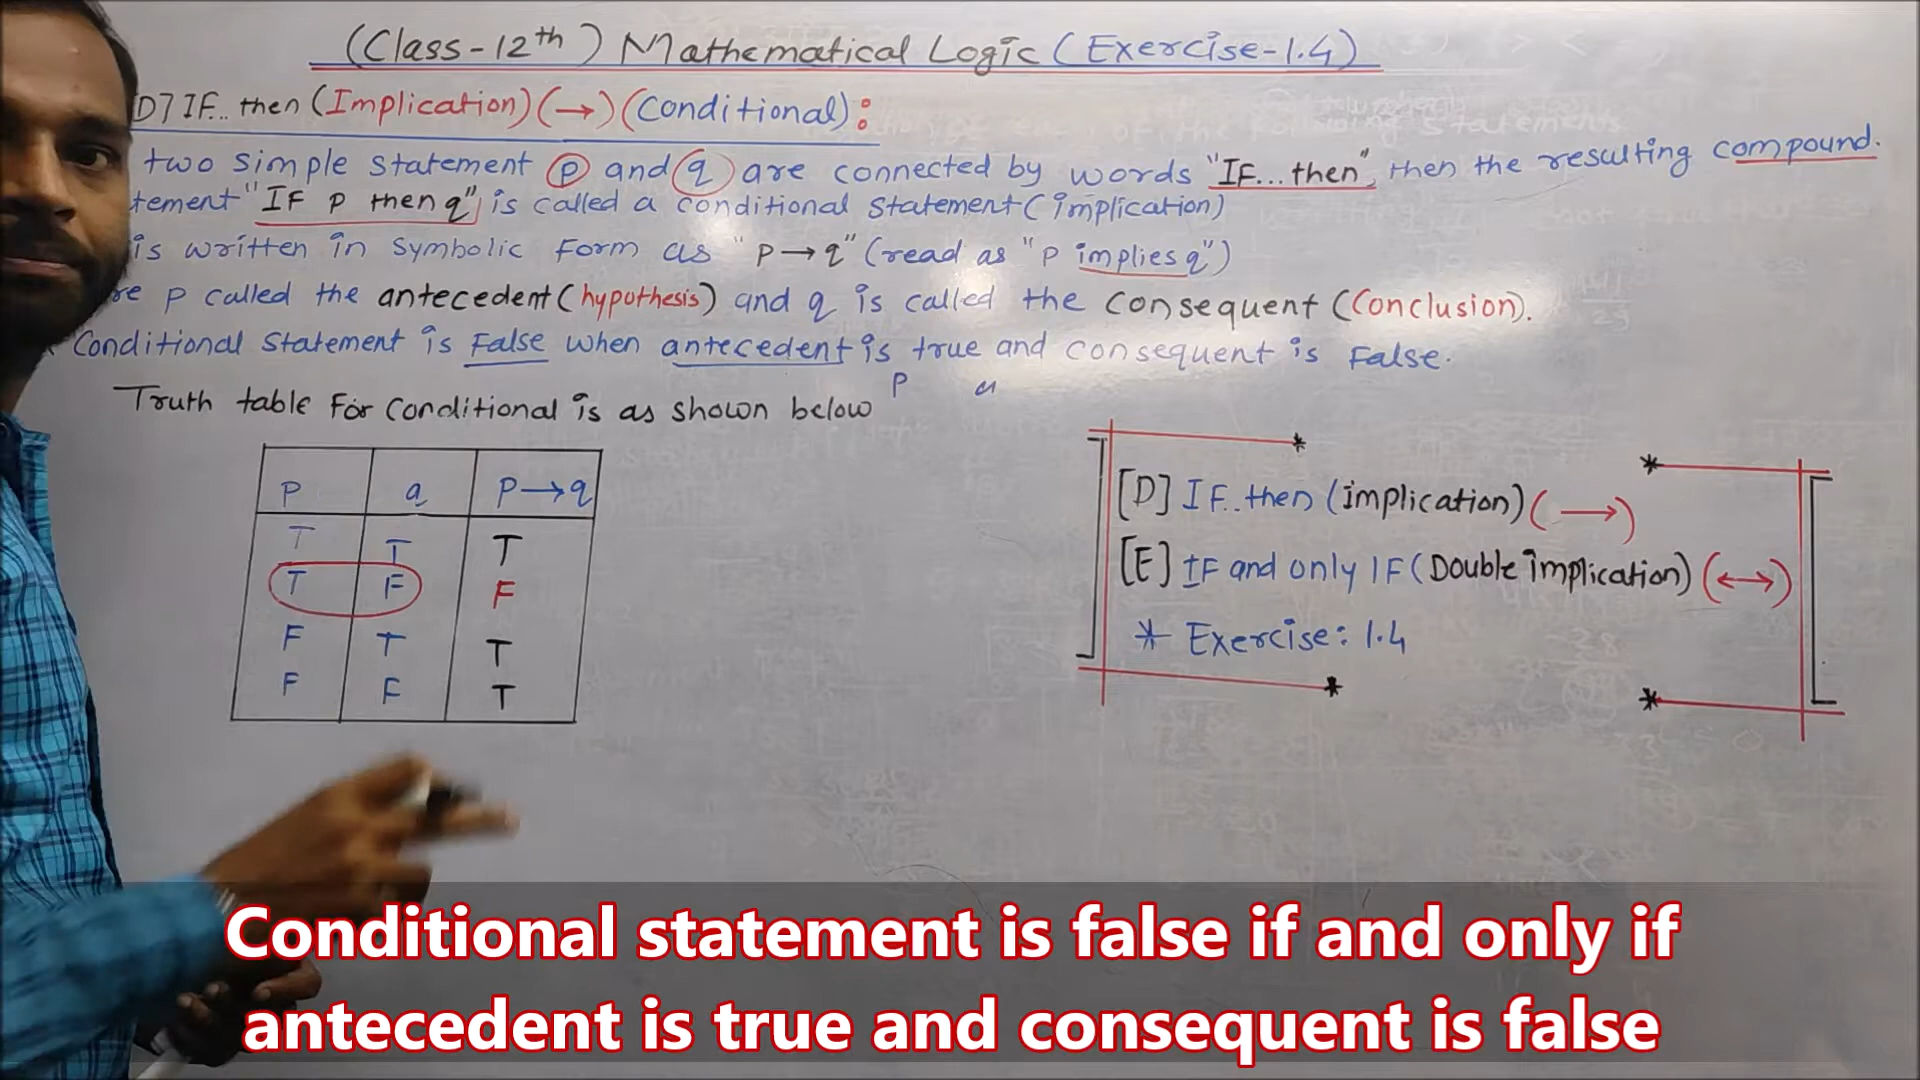 (Class-12th) Mathematical Logic (Exercise-1.4)
D] IF... then (Implication) (→) (Conditional):
two simple statement p and q are connected by words "IF...then", then the resulting compound.
tement "IF p then q" is called a conditional statement (implication)
is written in symbolic form as "p→q" (read as "p implies q")
re p called the antecedent (hypothesis) and q is called the consequent (Conclusion).
Conditional statement is False when antecedent is true and consequent is False.
p q
Truth table For Conditional is as shown below
p q p→q
T T T
T F F
F T T
F F T
[D] IF..then (implication) (→)
[E] IF and only IF (Double implication) (↔)
* Exercise: 1.4
Conditional statement is false if and only if
antecedent is true and consequent is false